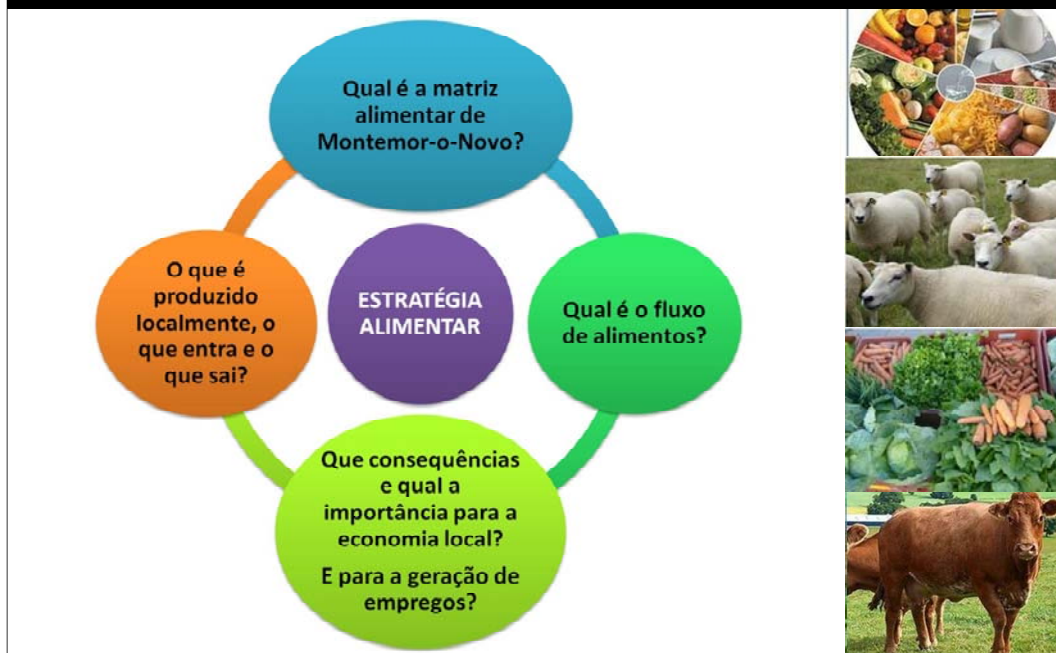 Qual é a matriz
alimentar de
Montemor-o-Novo?
O que é
produzido
localmente, o
que entra e o
que sai?
ESTRATÉGIA
ALIMENTAR
Qual é o fluxo
de alimentos?
Que consequências
e qual a
importância para a
economia local?
E para a geração de
empregos?